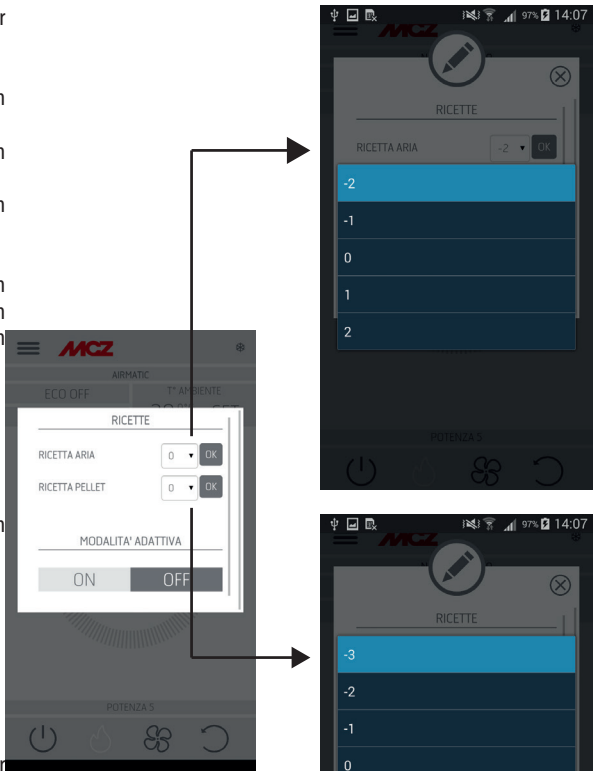 MCZ
AIRMATIC
ECO OFF
T° AMBIENTE
RICETTE
RICETTA ARIA
0
OK
RICETTA PELLET
0
OK
MODALITA' ADATTIVA
ON
OFF
POTENZA 5
97% 14:07
MCZ
RICETTE
RICETTA ARIA
-2
OK
-2
-1
0
1
2
POTENZA 5
97% 14:07
MCZ
RICETTE
-3
-2
-1
0